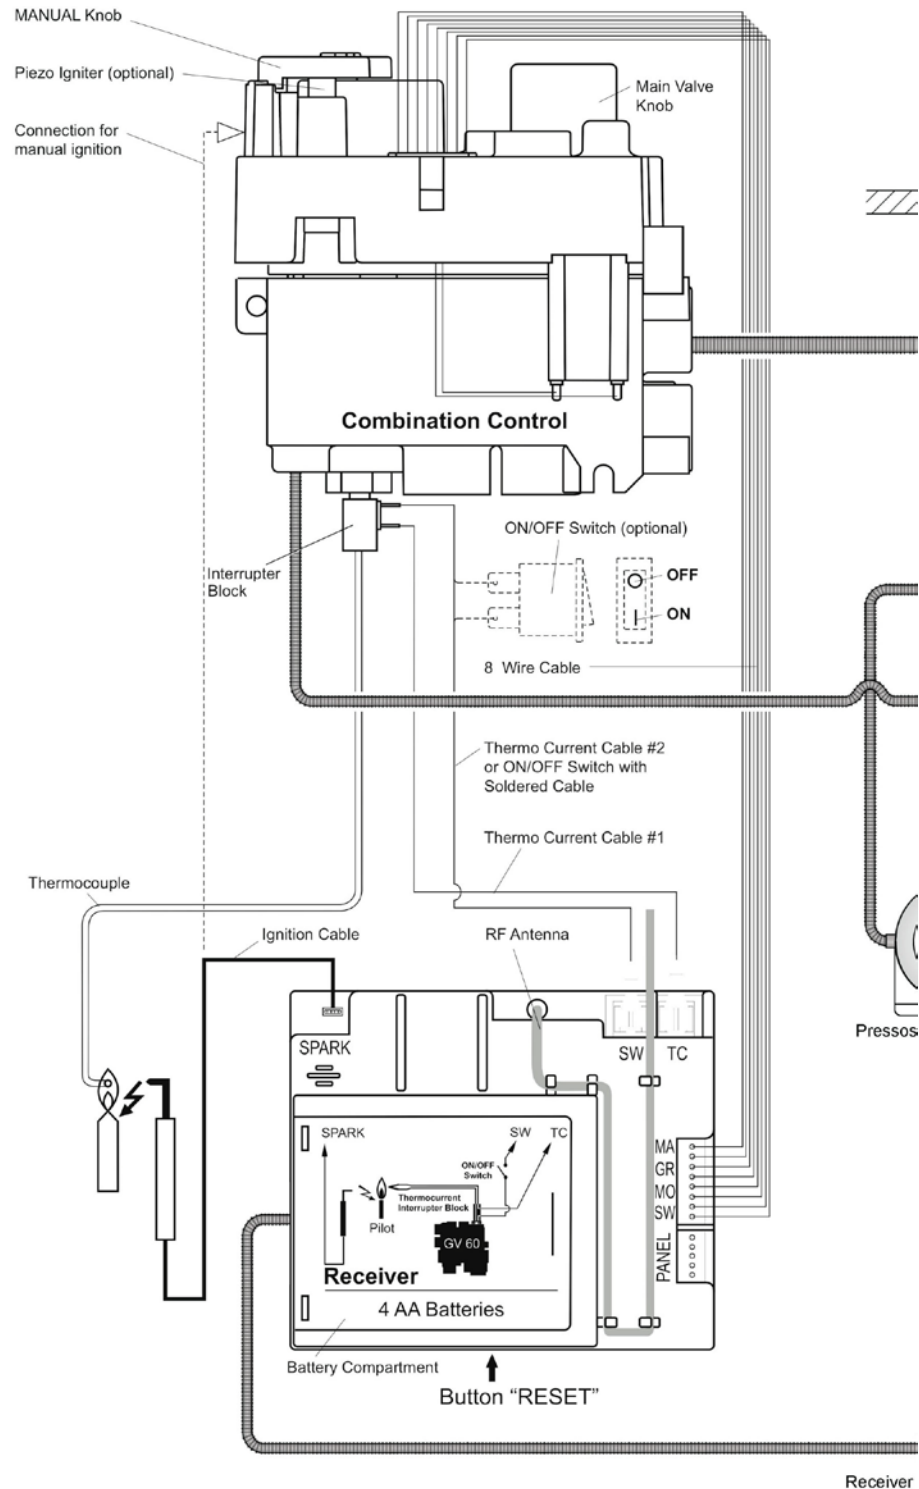 MANUAL Knob
Piezo Igniter (optional)
Connection for
manual ignition
Main Valve
Knob
Combination Control
ON/OFF Switch (optional)
Interrupter
Block
OFF
ON
8 Wire Cable
Thermo Current Cable #2
or ON/OFF Switch with
Soldered Cable
Thermo Current Cable #1
Thermocouple
Ignition Cable
RF Antenna
Pressos
SPARK
SW TC
SPARK
SW TC
ON/OFF
Switch
Thermocurrent
Interrupter Block
Pilot
GV 60
MA
GR
MO
SW
PANEL
Receiver
4 AA Batteries
Battery Compartment
Button “RESET”
Receiver